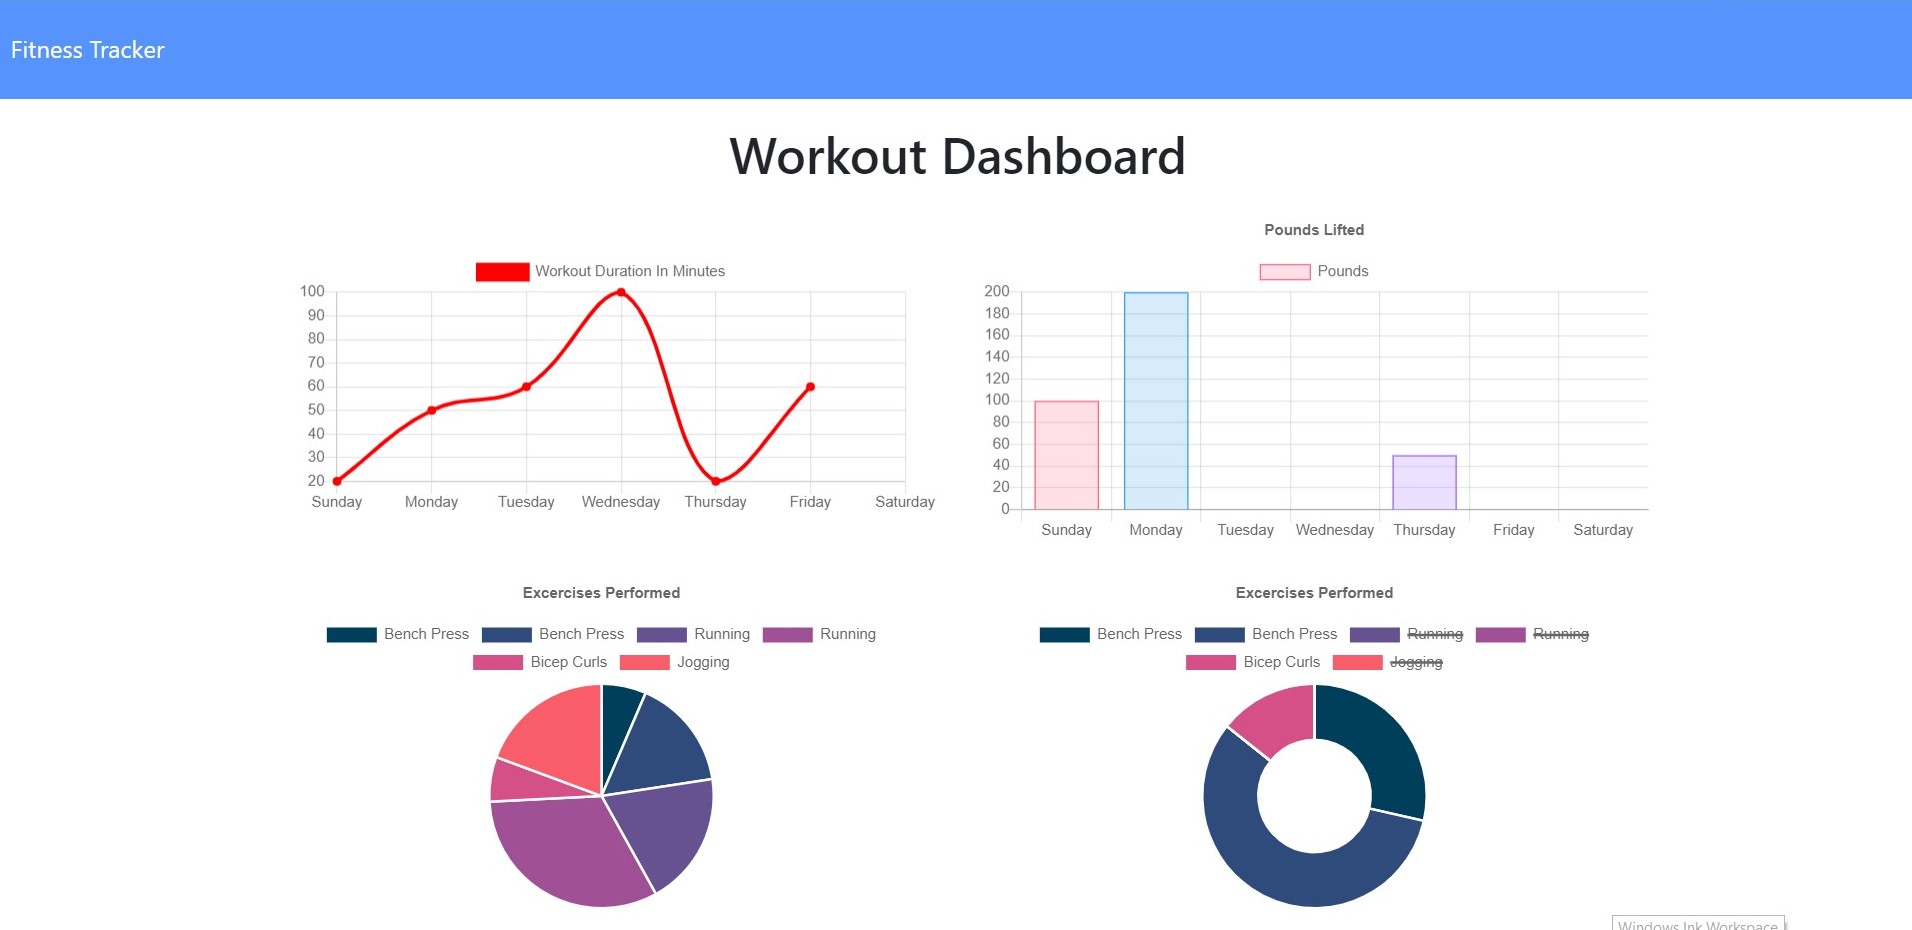 Fitness Tracker
Workout Dashboard
Workout Duration In Minutes
100
90
80
70
60
50
40
30
20
Sunday Monday Tuesday Wednesday Thursday Friday Saturday
Pounds Lifted
Pounds
200
180
160
140
120
100
80
60
40
20
0
Sunday Monday Tuesday Wednesday Thursday Friday Saturday
Excercises Performed
Bench Press Bench Press Running Running
Bicep Curls Jogging
Excercises Performed
Bench Press Bench Press Running Running
Bicep Curls Jogging
Windows Ink Workspace